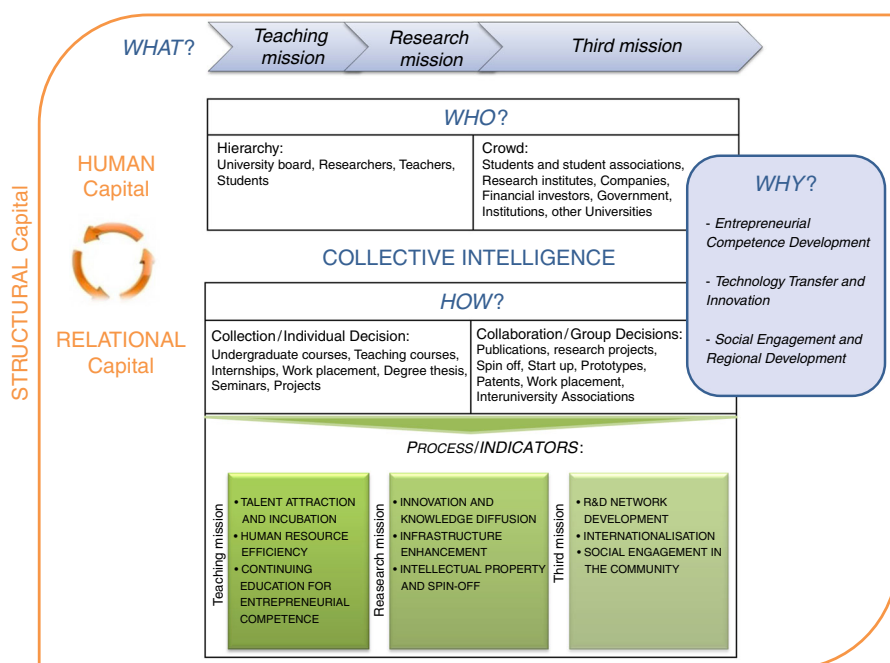 WHAT?
Teaching
mission
Research
mission
Third mission
STRUCTURAL Capital
HUMAN
Capital
RELATIONAL
Capital
WHO?
Hierarchy:
University board, Researchers, Teachers,
Students
Crowd:
Students and student associations,
Research institutes, Companies,
Financial investors, Government,
Institutions, other Universities
WHY?
- Entrepreneurial
Competence Development
- Technology Transfer and
Innovation
- Social Engagement and
Regional Development
COLLECTIVE INTELLIGENCE
HOW?
Collection/Individual Decision:
Undergraduate courses, Teaching courses,
Internships, Work placement, Degree thesis,
Seminars, Projects
Collaboration/Group Decisions:
Publications, research projects,
Spin off, Start up, Prototypes,
Patents, Work placement,
Interuniversity Associations
PROCESS/INDICATORS:
Teaching mission
• TALENT ATTRACTION
AND INCUBATION
• HUMAN RESOURCE
EFFICIENCY
• CONTINUING
EDUCATION FOR
ENTREPRENEURIAL
COMPETENCE
Reasearch mission
• INNOVATION AND
KNOWLEDGE DIFFUSION
• INFRASTRUCTURE
ENHANCEMENT
• INTELLECTUAL PROPERTY
AND SPIN-OFF
Third mission
• R&D NETWORK
DEVELOPMENT
• INTERNATIONALISATION
• SOCIAL ENGAGEMENT IN
THE COMMUNITY